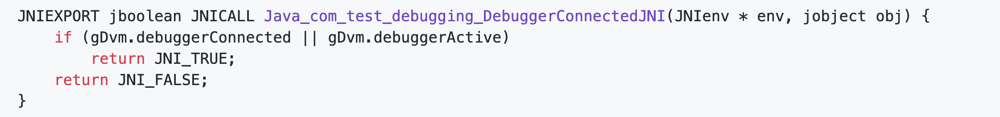 JNIEXPORT jboolean JNICALL Java_com_test_debugging_DebuggerConnectedJNI(JNIenv * env, jobject obj) {
    if (gDvm.debuggerConnected || gDvm.debuggerActive)
        return JNI_TRUE;
    return JNI_FALSE;
}